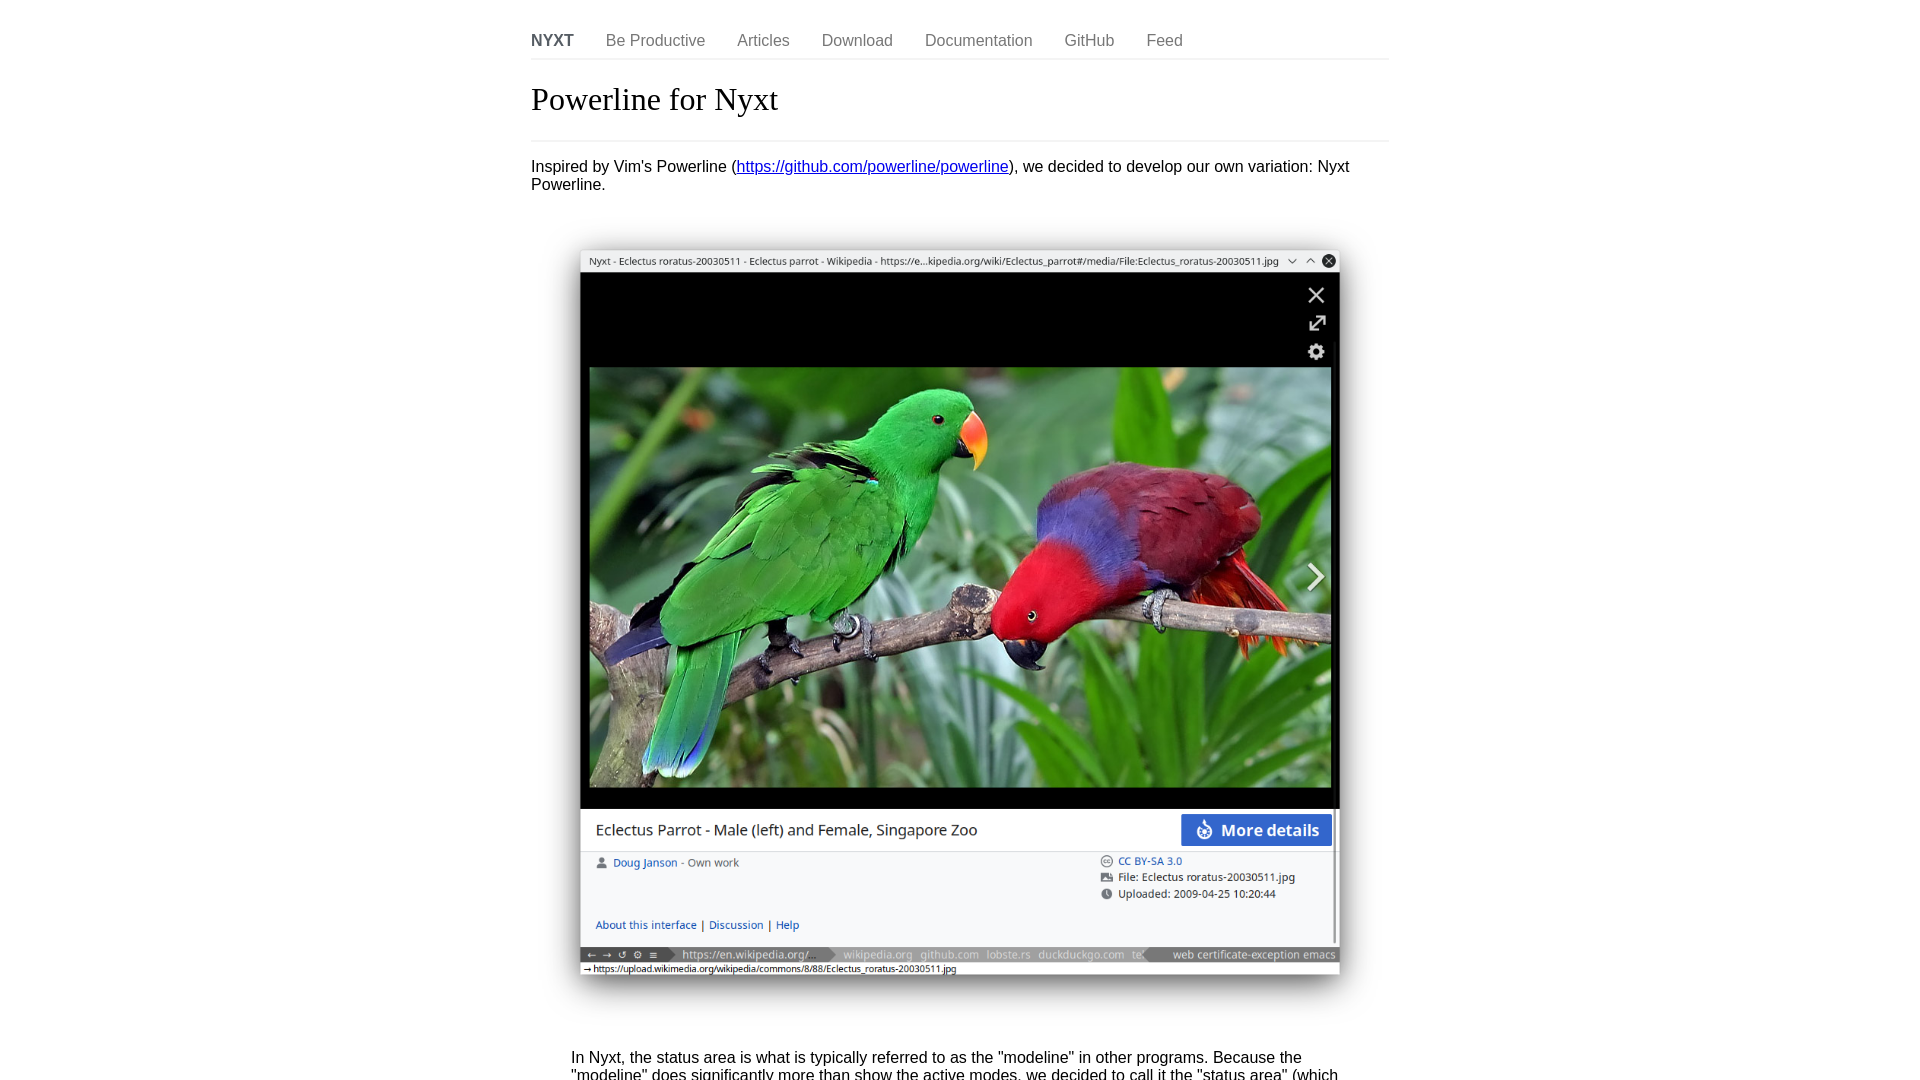 NYXT Be Productive Articles Download Documentation GitHub Feed
Powerline for Nyxt
Inspired by Vim's Powerline (https://github.com/powerline/powerline), we decided to develop our own variation: Nyxt
Powerline.
Nyxt - Eclectus roratus-20030511 - Eclectus parrot - Wikipedia - https://e...kipedia.org/wiki/Eclectus_parrot#/media/File:Eclectus_roratus-20030511.jpg
Eclectus Parrot - Male (left) and Female, Singapore Zoo
More details
Doug Janson - Own work
CC BY-SA 3.0
File: Eclectus roratus-20030511.jpg
Uploaded: 2009-04-25 10:20:44
About this interface | Discussion | Help
https://en.wikipedia.org/... wikipedia.org github.com lobste.rs duckduckgo.com te web certificate-exception emacs
→ https://upload.wikimedia.org/wikipedia/commons/8/88/Eclectus_roratus-20030511.jpg
In Nyxt, the status area is what is typically referred to as the "modeline" in other programs. Because the
"modeline" does significantly more than show the active modes, we decided to call it the "status area" (which